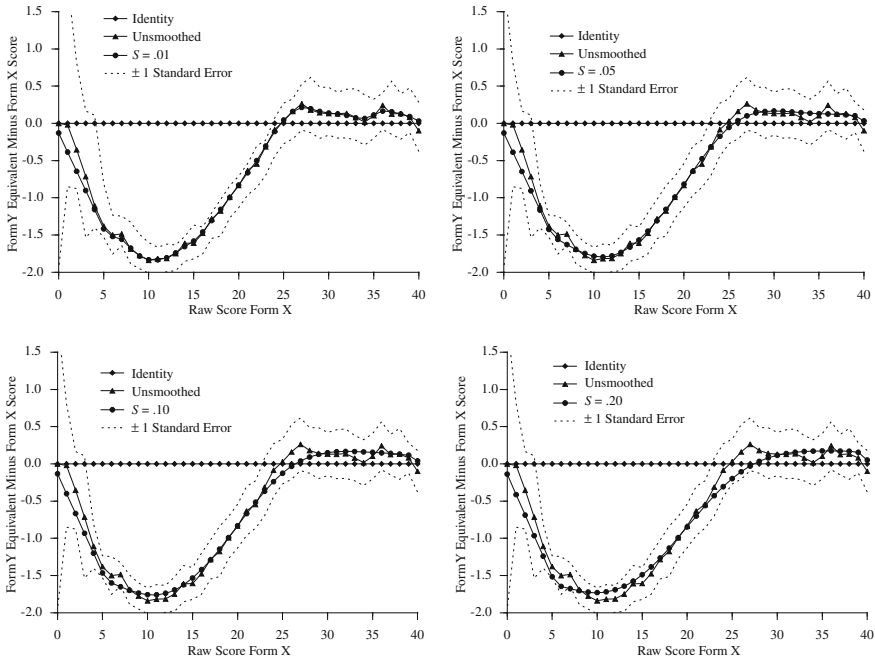 Form Y Equivalent Minus Form X Score
1.5
1.0
0.5
0.0
-0.5
-1.0
-1.5
-2.0
Identity
Unsmoothed
S = .01
± 1 Standard Error
0 5 10 15 20 25 30 35 40
Raw Score Form X
Form Y Equivalent Minus Form X Score
1.5
1.0
0.5
0.0
-0.5
-1.0
-1.5
-2.0
Identity
Unsmoothed
S = .05
± 1 Standard Error
0 5 10 15 20 25 30 35 40
Raw Score Form X
Form Y Equivalent Minus Form X Score
1.5
1.0
0.5
0.0
-0.5
-1.0
-1.5
-2.0
Identity
Unsmoothed
S = .10
± 1 Standard Error
0 5 10 15 20 25 30 35 40
Raw Score Form X
Form Y Equivalent Minus Form X Score
1.5
1.0
0.5
0.0
-0.5
-1.0
-1.5
-2.0
Identity
Unsmoothed
S = .20
± 1 Standard Error
0 5 10 15 20 25 30 35 40
Raw Score Form X